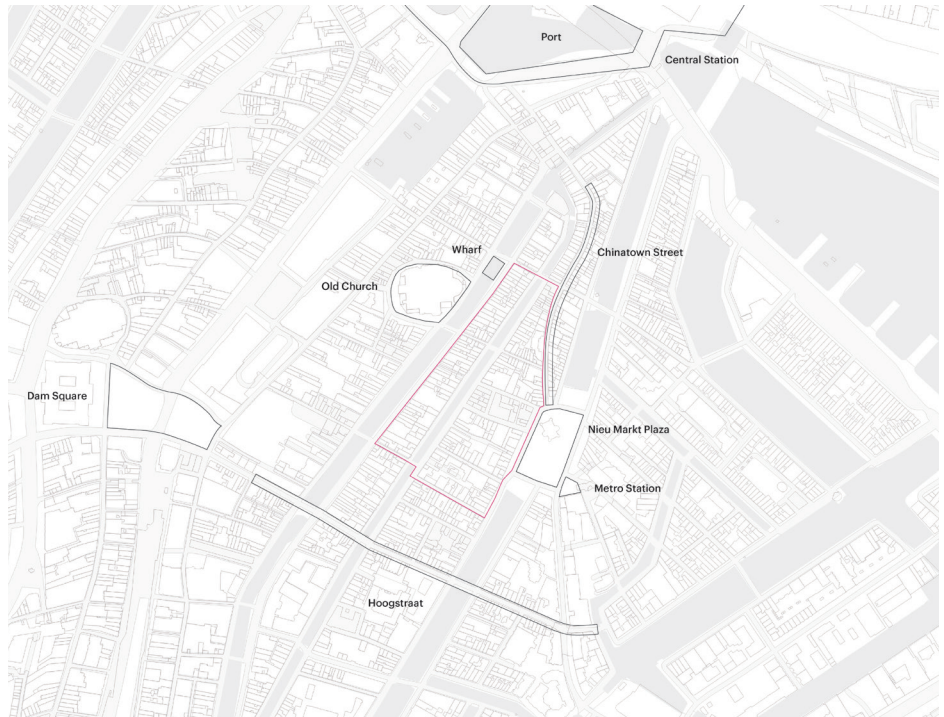 Port
Central Station
Wharf
Chinatown Street
Old Church
Dam Square
Nieu Markt Plaza
Metro Station
Hoogstraat